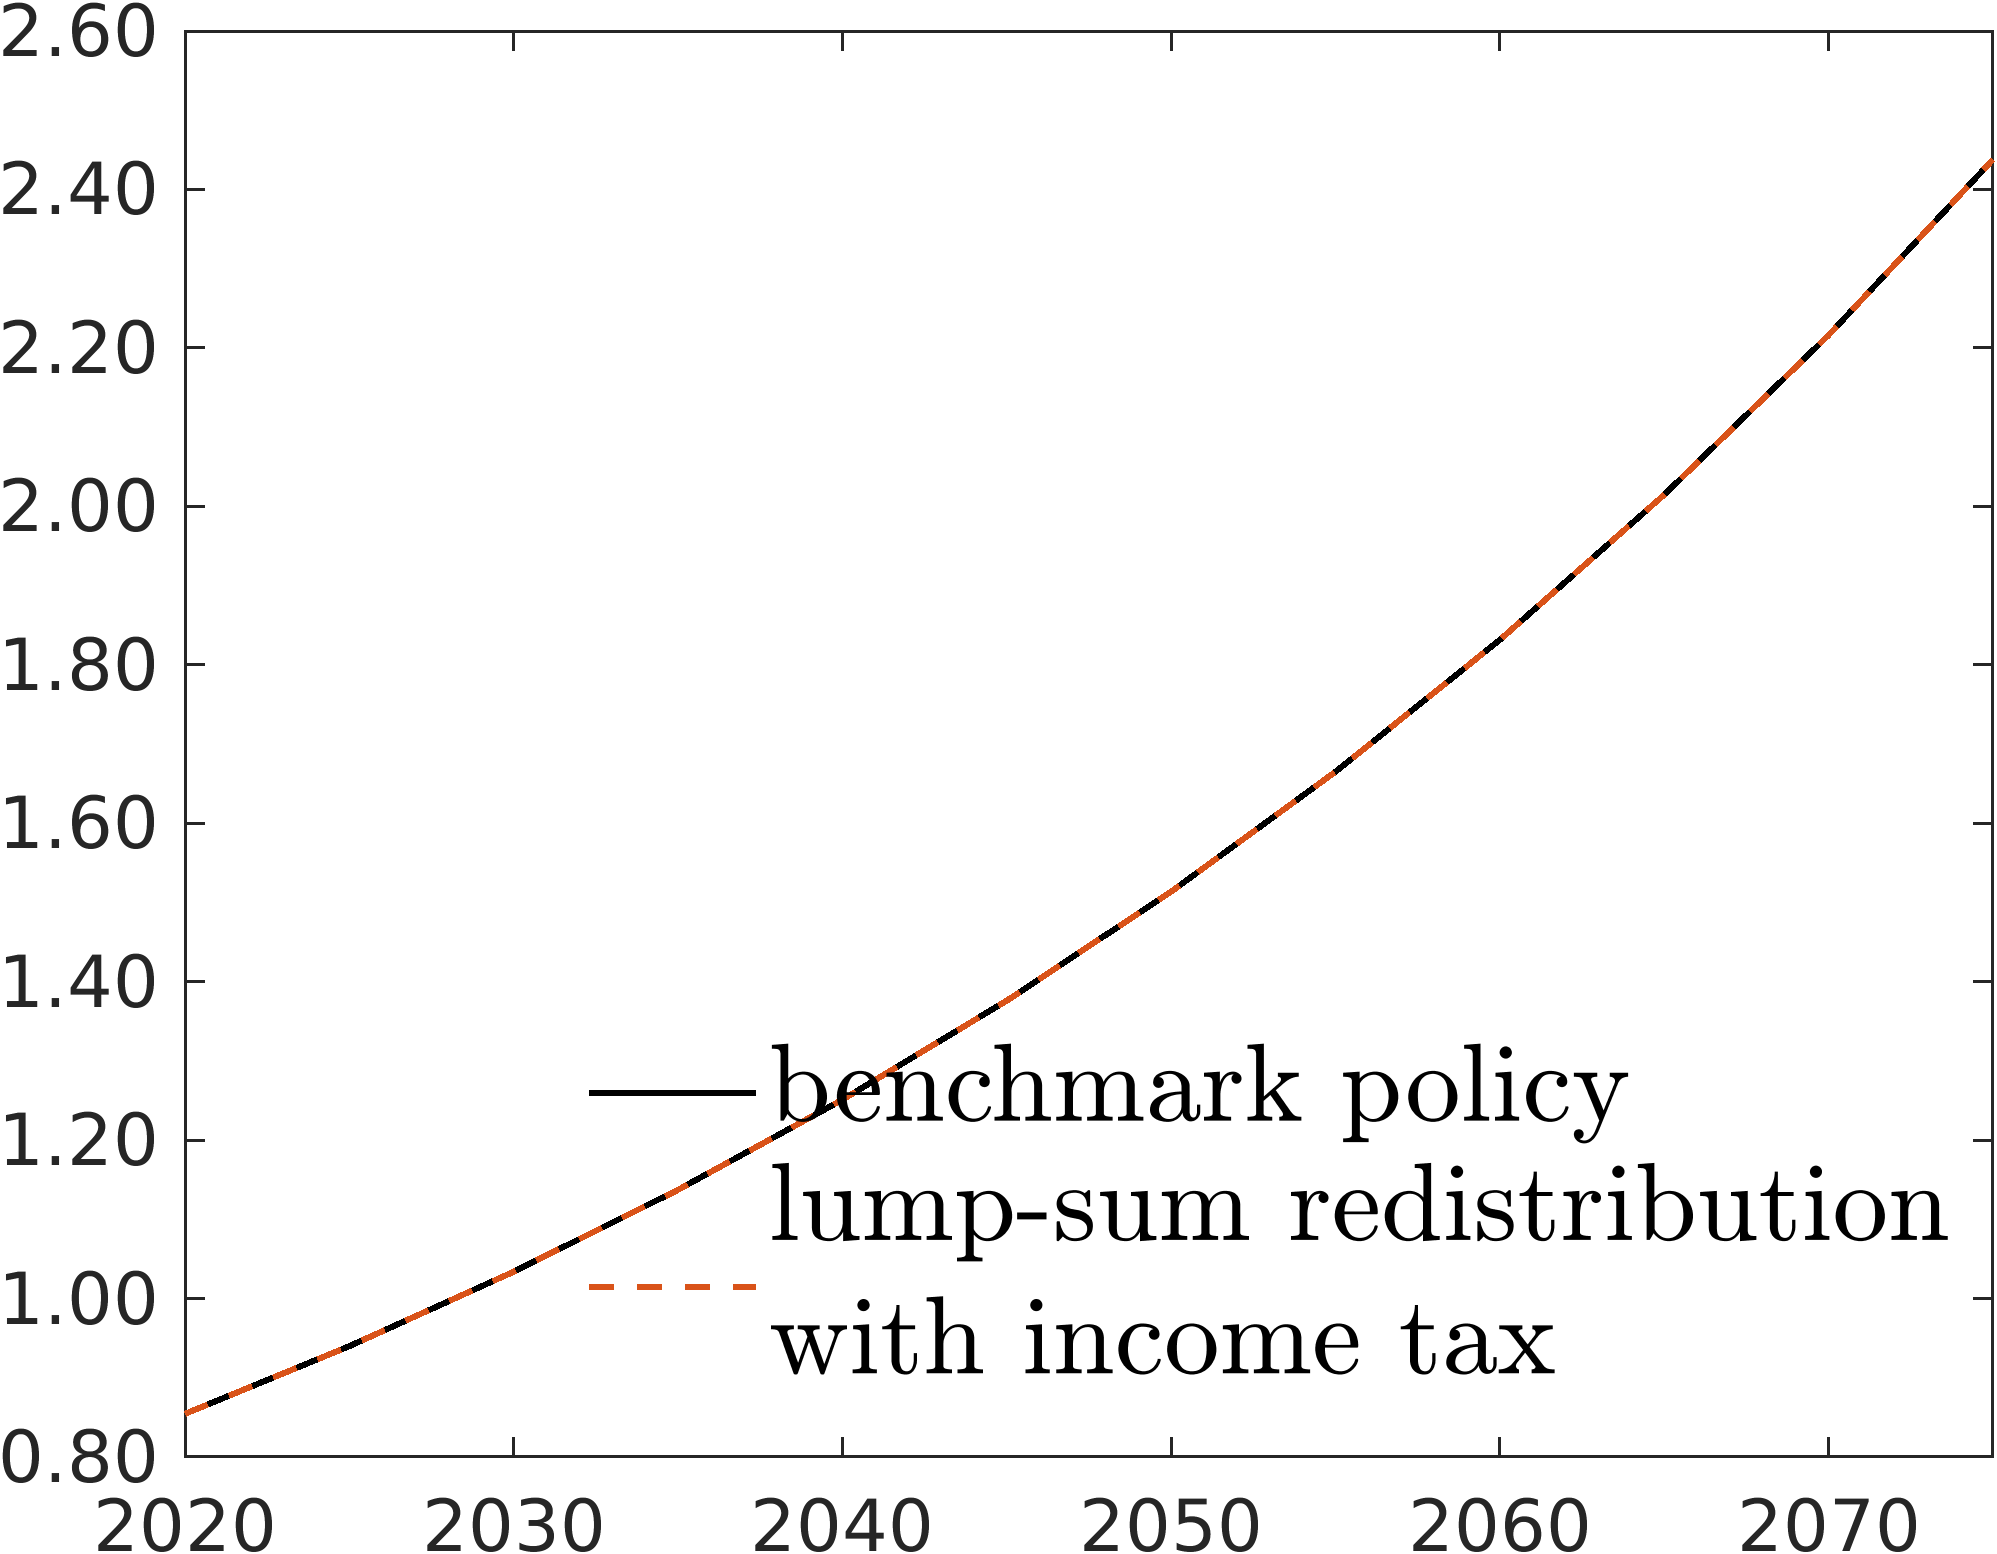 2.60
2.40
2.20
2.00
1.80
1.60
1.40
1.20
1.00
0.80
2020 2030 2040 2050 2060 2070
benchmark policy
lump-sum redistribution
with income tax